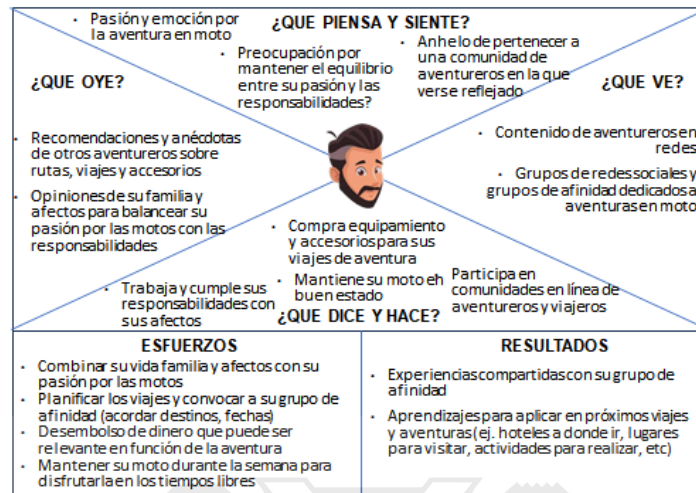 ¿QUE PIENSA Y SIENTE?
· Pasión y emoción por
la aventura en moto
· Preocupación por
mantener el equilibrio
entre su pasión y las
responsabilidades?
· Anhelo de pertenecer a
una comunidad de
aventureros en la que
verse reflejado
¿QUE OYE?
· Recomendaciones y anécdotas
de otros aventureros sobre
rutas, viajes y accesorios
· Opiniones de su familia y
afectos para balancear su
pasión por las motos con las
responsabilidades
¿QUE VE?
· Contenido de aventureros en
redes
· Grupos de redes sociales y
grupos de afinidad dedicados a
aventuras en moto
· Compra equipamiento
y accesorios para sus
viajes de aventura
· Trabaja y cumple sus
responsabilidades con
sus afectos
· Mantiene su moto eh
buen estado
Participa en
comunidades en línea de
aventureros y viajeros
¿QUE DICE Y HACE?
ESFUERZOS
· Combinar su vida familia y afectos con su
pasión por las motos
· Planificar los viajes y convocar a su grupo de
afinidad (acordar destinos, fechas)
· Desembolso de dinero que puede ser
relevante en función de la aventura
· Mantener su moto durante la semana para
disfrutarla en los tiempos libres
RESULTADOS
· Experiencias compartidas con su grupo de
afinidad
· Aprendizajes para aplicar en próximos viajes
y aventuras (ej. hoteles a donde ir, lugares
para visitar, actividades para realizar, etc)